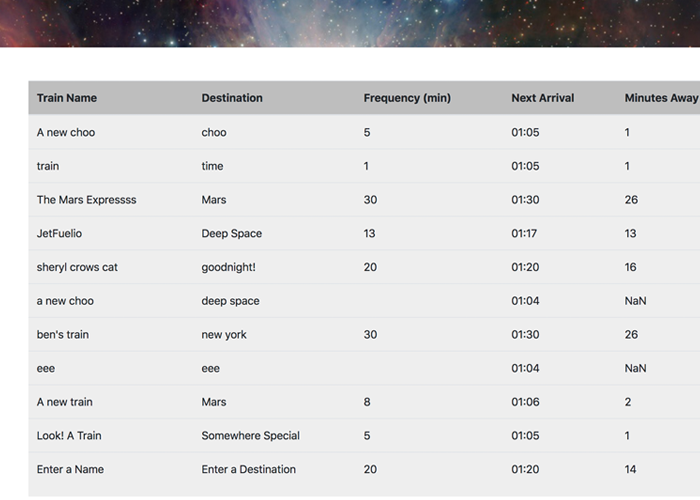 Train Name Destination Frequency (min) Next Arrival Minutes Away
A new choo choo 5 01:05 1
train time 1 01:05 1
The Mars Expressss Mars 30 01:30 26
JetFuelio Deep Space 13 01:17 13
sheryl crows cat goodnight! 20 01:20 16
a new choo deep space 01:04 NaN
ben's train new york 30 01:30 26
eee eee 01:04 NaN
A new train Mars 8 01:06 2
Look! A Train Somewhere Special 5 01:05 1
Enter a Name Enter a Destination 20 01:20 14